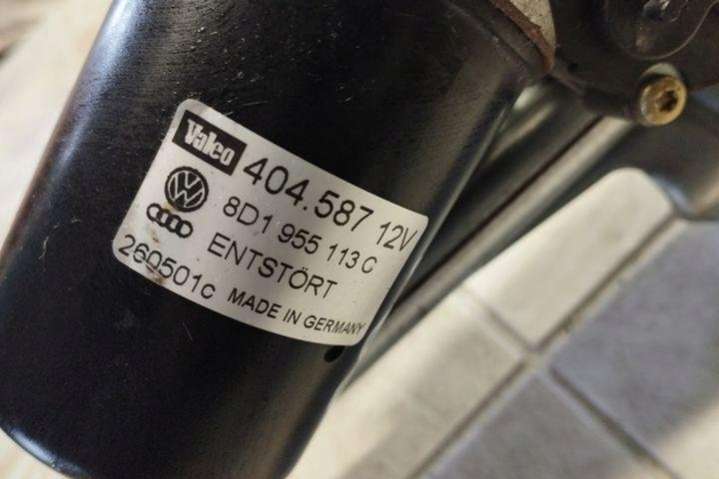 Valeo 404.587 12V
8D1 955 113 C
ENTSTÖRT
260501c MADE IN GERMANY